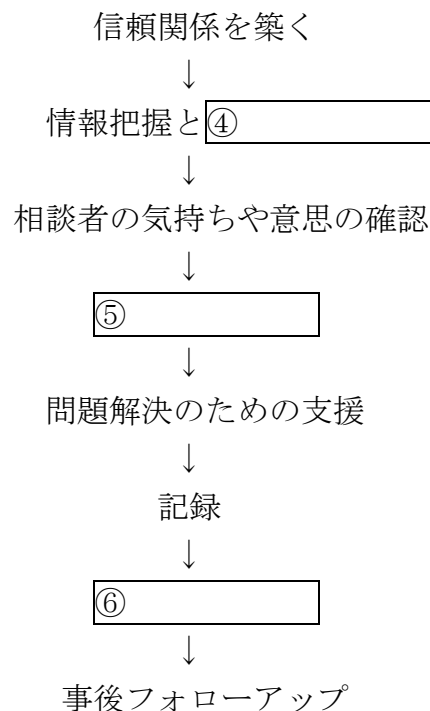 信頼関係を築く
↓
情報把握と④
↓
相談者の気持ちや意思の確認
↓
⑤
↓
問題解決のための支援
↓
記録
↓
⑥
↓
事後フォローアップ